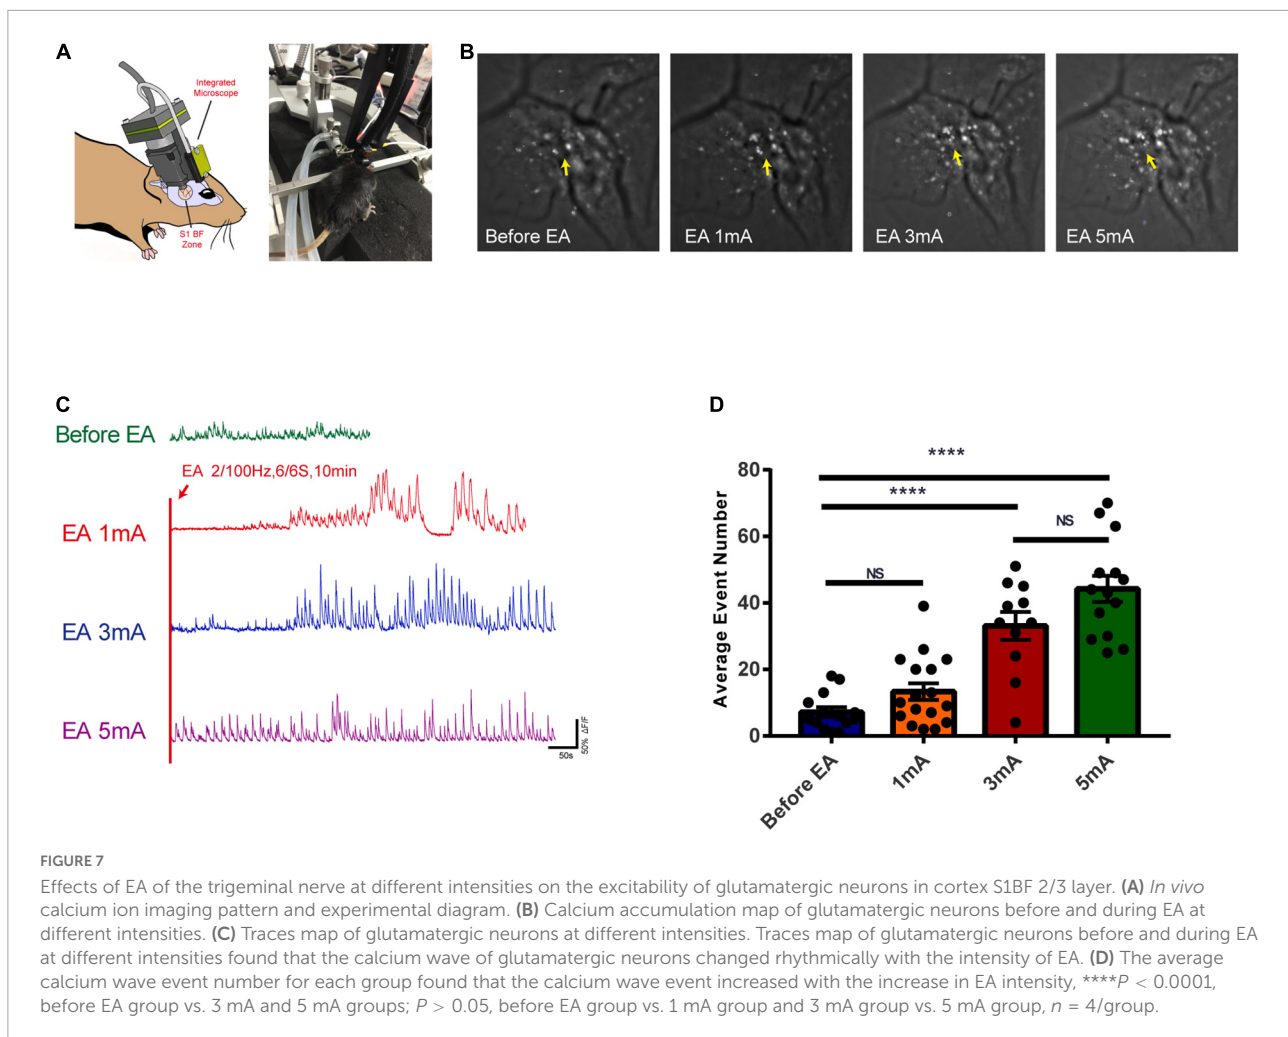 A
Integrated
Microscope
S1 BF
Zone
B
Before EA
EA 1mA
EA 3mA
EA 5mA
C
Before EA
EA 2/100Hz,6/6S,10min
EA 1mA
EA 3mA
EA 5mA
50% ΔF/F
50s
D
****
****
NS
NS
Average Event Number
80
60
40
20
0
Before EA
1mA
3mA
5mA
FIGURE 7
Effects of EA of the trigeminal nerve at different intensities on the excitability of glutamatergic neurons in cortex S1BF 2/3 layer. (A) In vivo
calcium ion imaging pattern and experimental diagram. (B) Calcium accumulation map of glutamatergic neurons before and during EA at
different intensities. (C) Traces map of glutamatergic neurons at different intensities. Traces map of glutamatergic neurons before and during EA
at different intensities found that the calcium wave of glutamatergic neurons changed rhythmically with the intensity of EA. (D) The average
calcium wave event number for each group found that the calcium wave event increased with the increase in EA intensity, ****P < 0.0001,
before EA group vs. 3 mA and 5 mA groups; P > 0.05, before EA group vs. 1 mA group and 3 mA group vs. 5 mA group, n = 4/group.